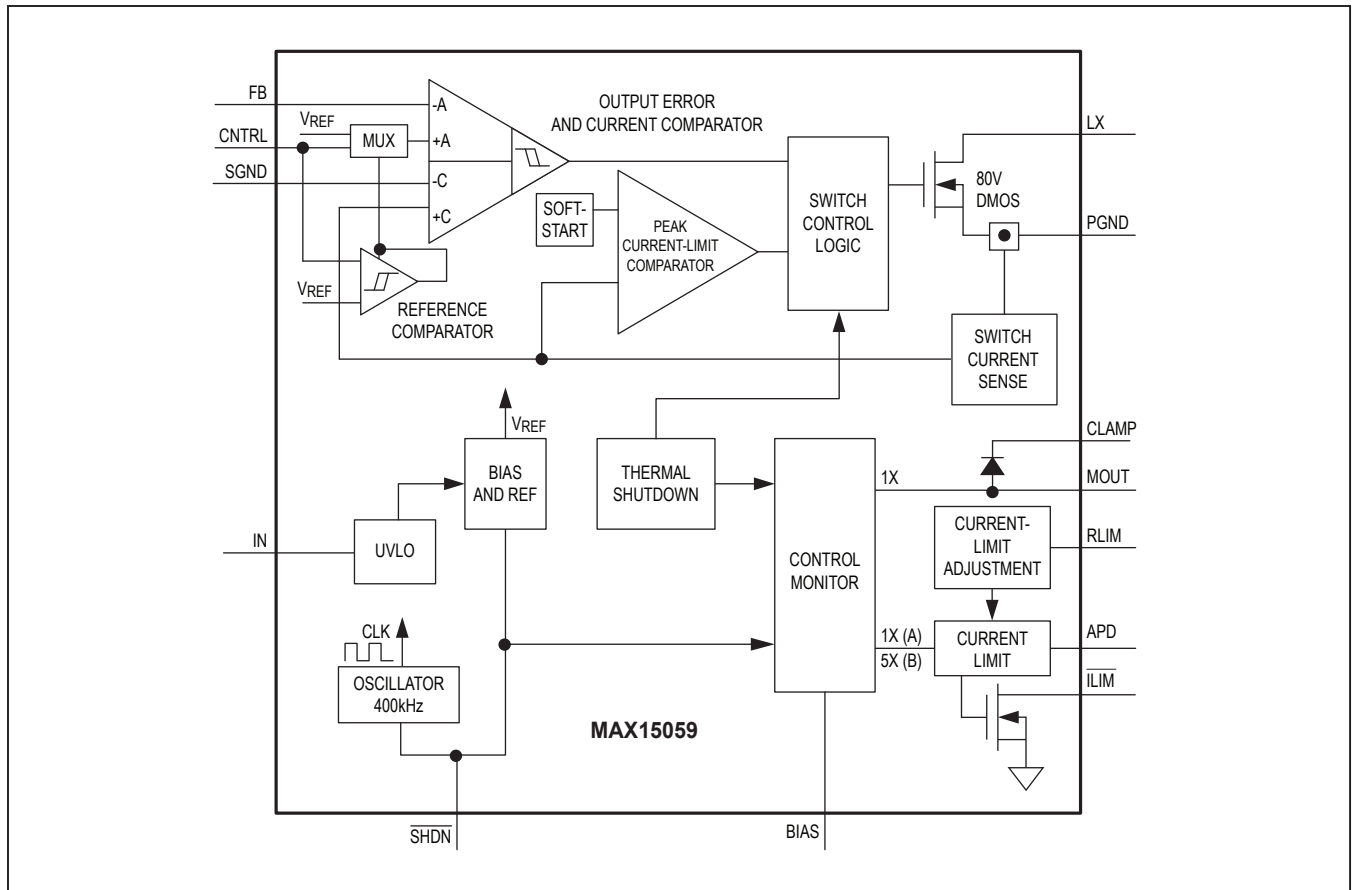 FB
CNTRL
SGND
VREF
MUX
-A
+A
-C
+C
OUTPUT ERROR
AND CURRENT COMPARATOR
VREF
REFERENCE
COMPARATOR
SOFT-
START
PEAK
CURRENT-LIMIT
COMPARATOR
SWITCH
CONTROL
LOGIC
80V
DMOS
LX
PGND
SWITCH
CURRENT
SENSE
VREF
BIAS
AND REF
THERMAL
SHUTDOWN
IN
UVLO
CLK
OSCILLATOR
400kHz
CONTROL
MONITOR
1X
CLAMP
MOUT
CURRENT-
LIMIT
ADJUSTMENT
RLIM
1X (A)
5X (B)
CURRENT
LIMIT
APD
ILIM
MAX15059
SHDN
BIAS